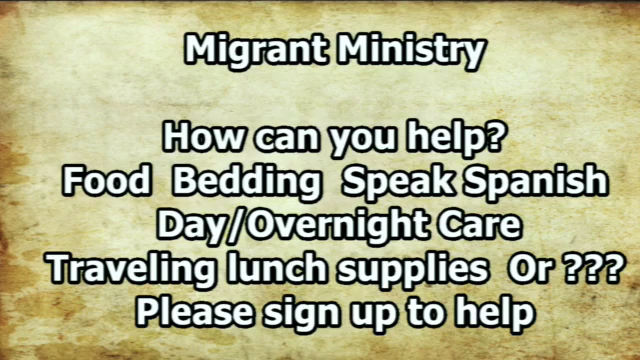 Migrant Ministry
How can you help?
Food Bedding Speak Spanish
Day/Overnight Care
Traveling lunch supplies Or ???
Please sign up to help